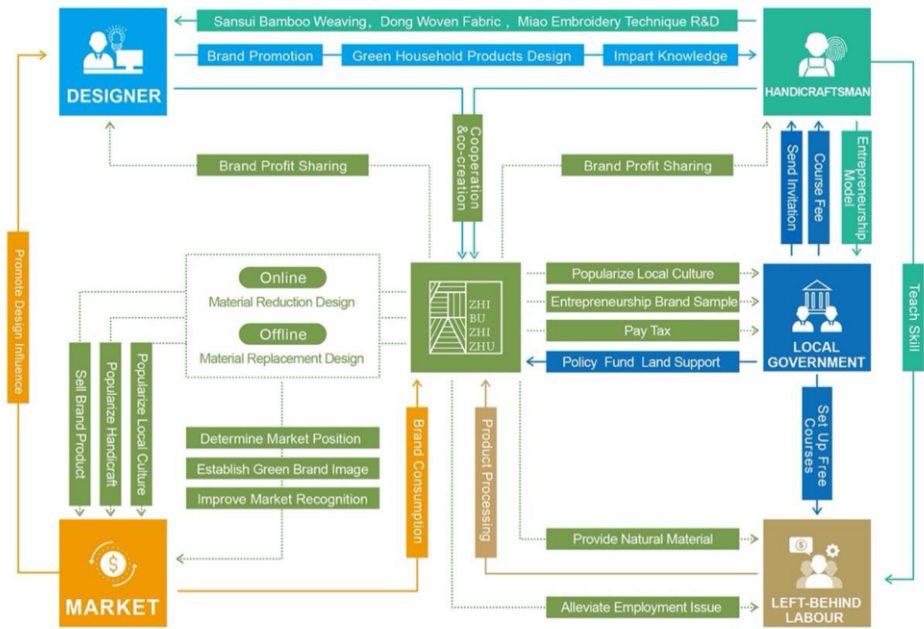 Sansui Bamboo Weaving, Dong Woven Fabric , Miao Embroidery Technique R&D
Brand Promotion
Green Household Products Design
Impart Knowledge
DESIGNER
HANDICRAFTSMAN
Cooperation
&co-creation
Brand Profit Sharing
Brand Profit Sharing
Send Invitation
Course Fee
Entrepreneurship
Model
Promote Design Influence
Teach Skill
Online
Material Reduction Design
Offline
Material Replacement Design
ZHI
BU
ZHI
ZHU
Popularize Local Culture
Entrepreneurship Brand Sample
Pay Tax
Policy Fund Land Support
LOCAL
GOVERNMENT
Sell Brand Product
Popularize Handicraft
Popularize Local Culture
Determine Market Position
Establish Green Brand Image
Improve Market Recognition
Brand Consumption
Product Processing
Set Up Free
Courses
Provide Natural Material
Alleviate Employment Issue
$
MARKET
$
LEFT-BEHIND
LABOUR